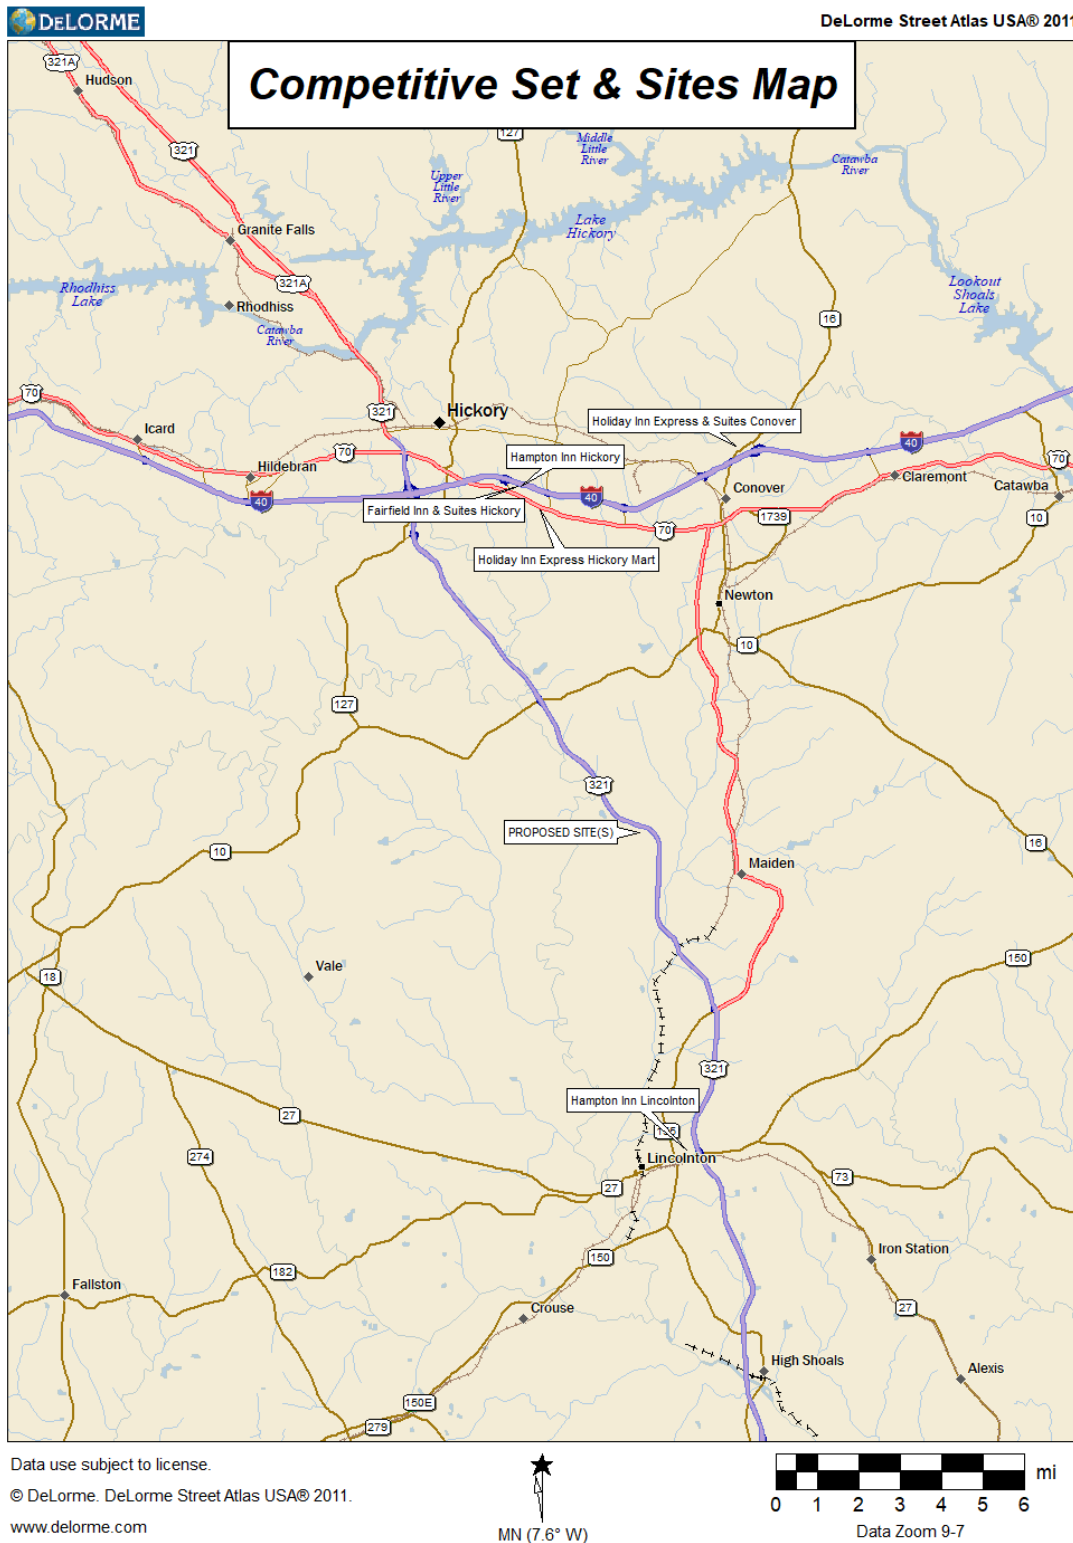 DELORME
DeLorme Street Atlas USA® 2011
Competitive Set & Sites Map
321A
Hudson
127
321
Middle
Little
River
Catawba
River
Upper
Little
River
Granite Falls
Lake
Hickory
321A
Rhodhiss
Lake
Rhodhiss
Lookout
Shoals
Lake
Catawba
River
16
70
321
Hickory
Holiday Inn Express & Suites Conover
Icard
40
70
Hampton Inn Hickory
70
Hildebran
Claremont
Catawba
40
40
Conover
Fairfield Inn & Suites Hickory
1739
10
70
Holiday Inn Express Hickory Mart
Newton
10
127
321
PROPOSED SITE(S)
16
10
Maiden
Vale
150
18
321
Hampton Inn Lincolnton
27
274
Lincolnton
73
27
Iron Station
150
182
Fallston
27
Crouse
High Shoals
Alexis
150E
279
Data use subject to license.
© DeLorme. DeLorme Street Atlas USA® 2011.
www.delorme.com
MN (7.6° W)
mi
0 1 2 3 4 5 6
Data Zoom 9-7